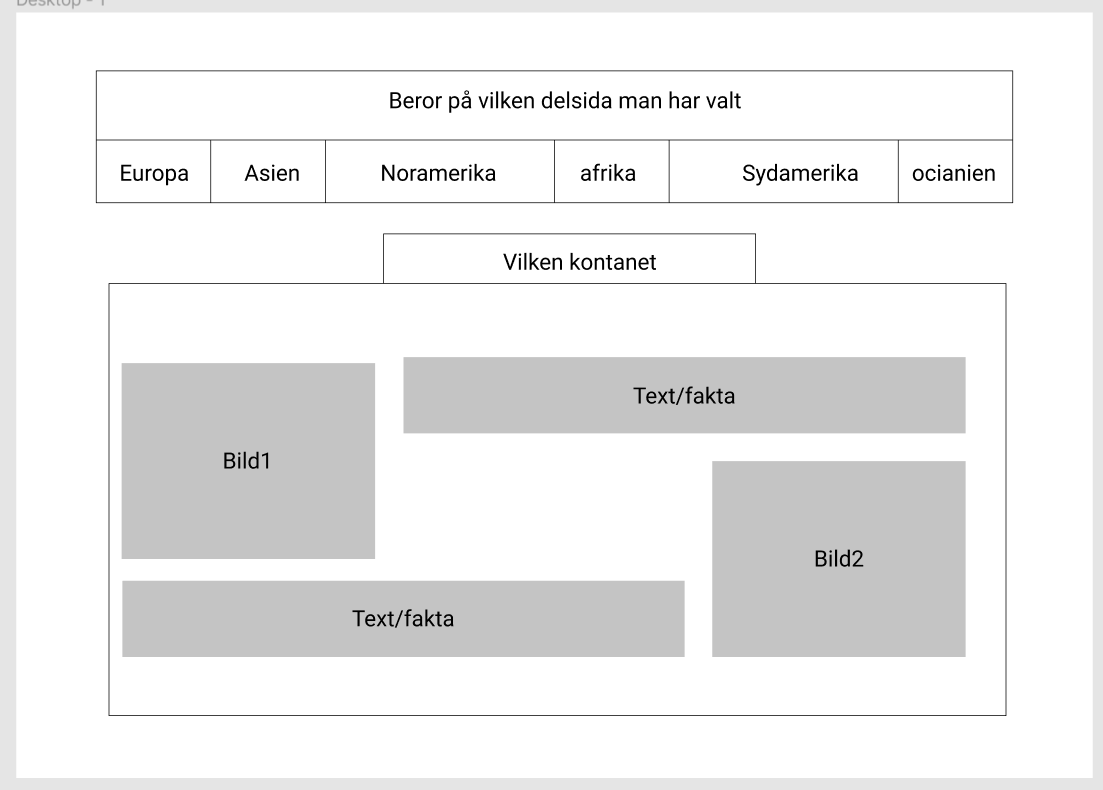 Desktop - 1
Beror på vilken delsida man har valt
Europa Asien Noramerika afrika Sydamerika ocianien
Vilken kontanet
Text/fakta
Bild1
Bild2
Text/fakta